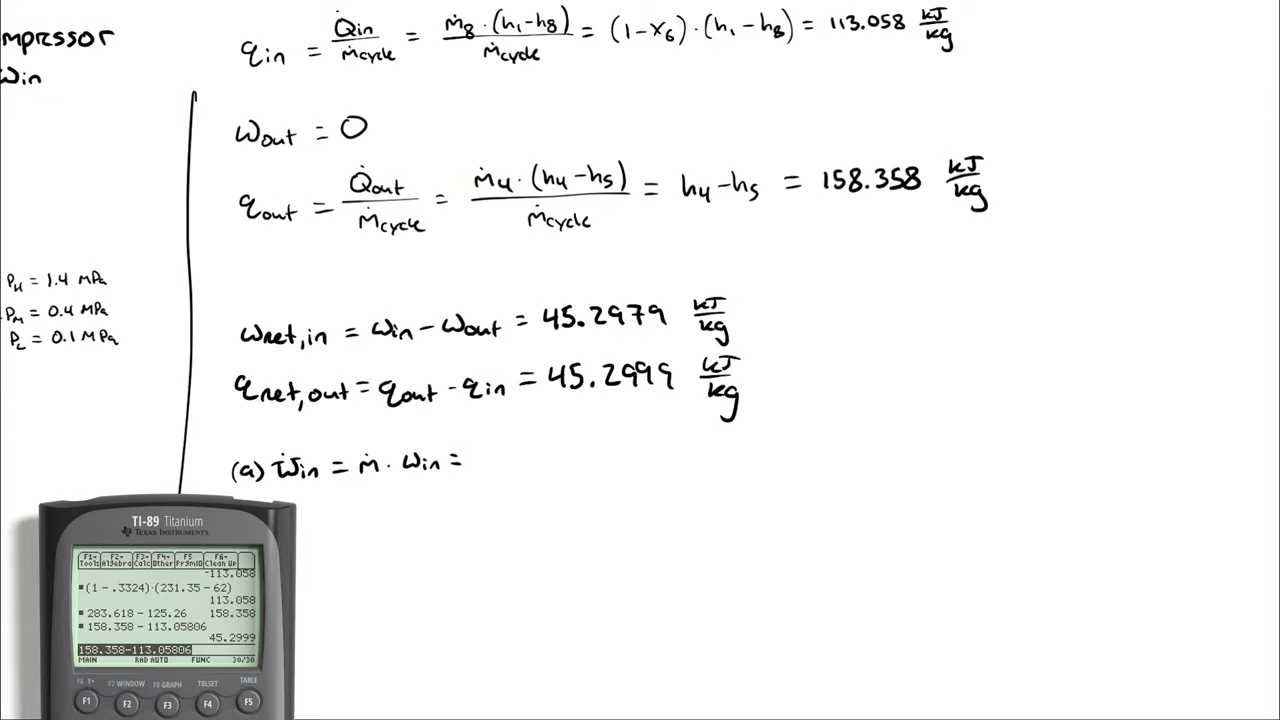 mpressor
win
q_in = Q̇in / ṁcycle = ṁ8 · (h1 - h8) / ṁcycle = (1 - x6) · (h1 - h8) = 113.058 kJ/kg
wout = 0
qout = Q̇out / ṁcycle = ṁ4 · (h4 - h5) / ṁcycle = h4 - h5 = 158.358 kJ/kg
PH = 1.4 MPa
PM = 0.4 MPa
PL = 0.1 MPa
wnet,in = win - wout = 45.2979 kJ/kg
qnet,out = qout - qin = 45.2999 kJ/kg
(a) Ẇin = ṁ · win =
TI-89 Titanium
TEXAS INSTRUMENTS
F1 Tools F2 Algebra F3 Calc F4 Other F5 PrgmIO F6 Clean Up
-113.058
(1 - .3324)·(231.35 - 62)
113.058
283.618 - 125.26 158.358
158.358 - 113.05806
45.2999
158.358-113.05806
MAIN RAD AUTO FUNC 30/30
F6 Y= F7 WINDOW F8 GRAPH TBLSET TABLE
F1 F2 F3 F4 F5